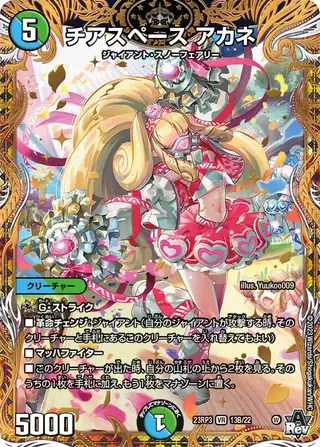 5
チアスペース アカネ
ジャイアント・スノーフェアリー
クリーチャー
illus. Yuukoo009
G・ストライク
革命チェンジ：ジャイアント(自分のジャイアントが攻撃する時、そのクリーチャーと手札にあるこのクリーチャーを入れ替えてもよい)
マッハファイター
このクリーチャーが出た時、自分の山札の上から2枚を見る。そのうちの1枚を手札に加え、もう1枚をマナゾーンに置く。
5000
1
23RP3 VR 13B/22
Rev